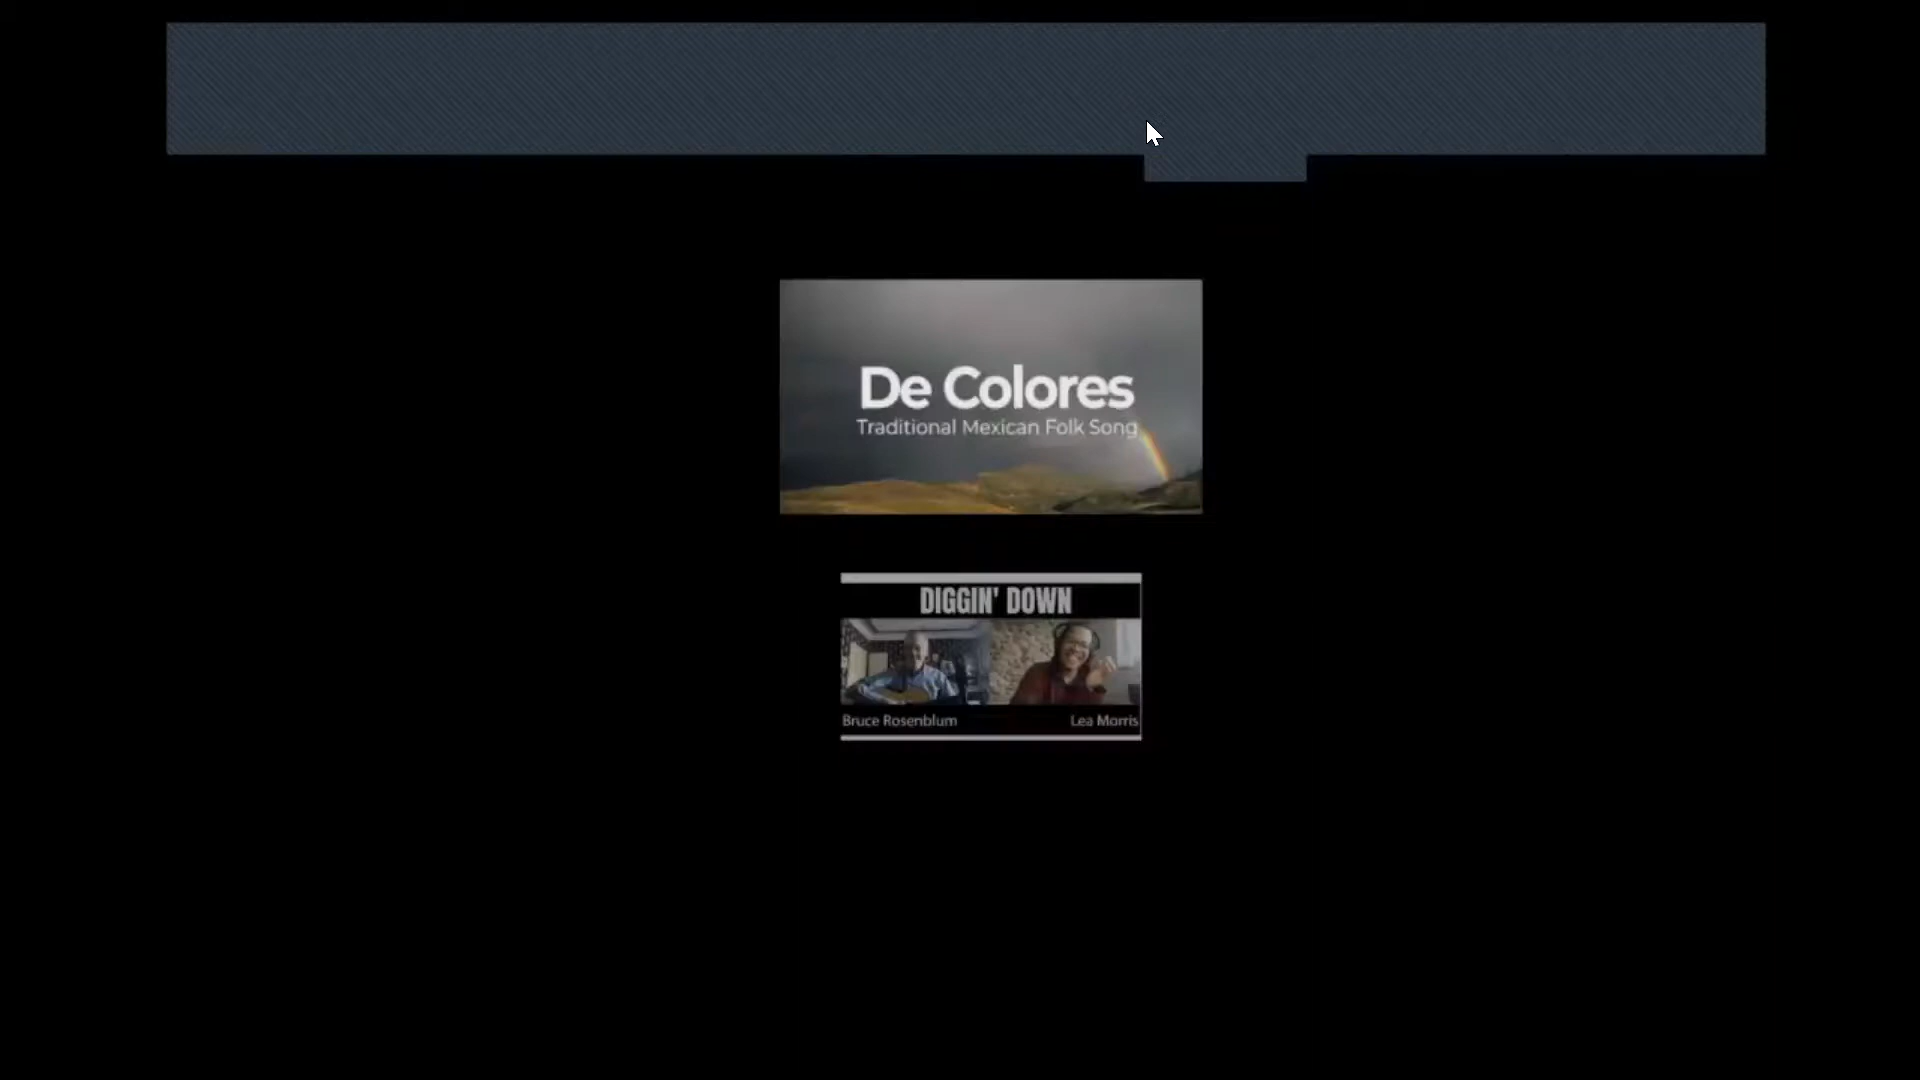 De Colores
Traditional Mexican Folk Song
DIGGIN' DOWN
Bruce Rosenblum
Lea Morris